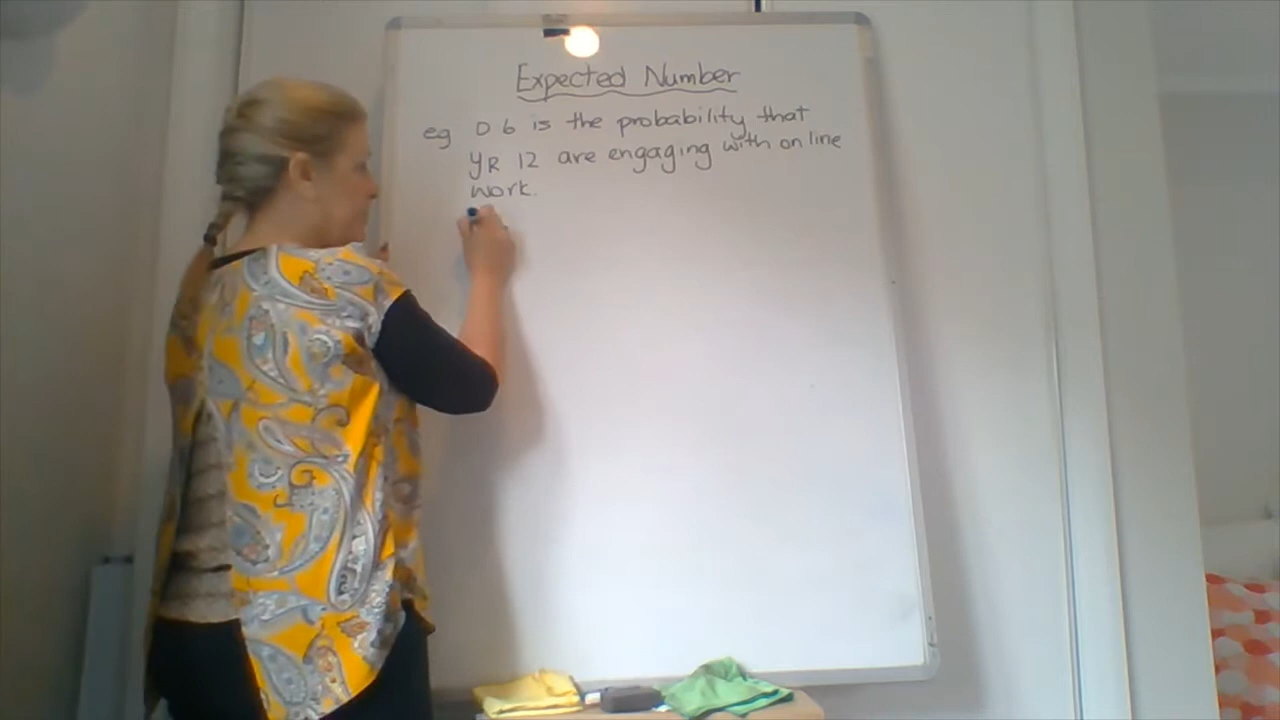 Expected Number
eg 0 6 is the probability that
YR 12 are engaging with on line
work.